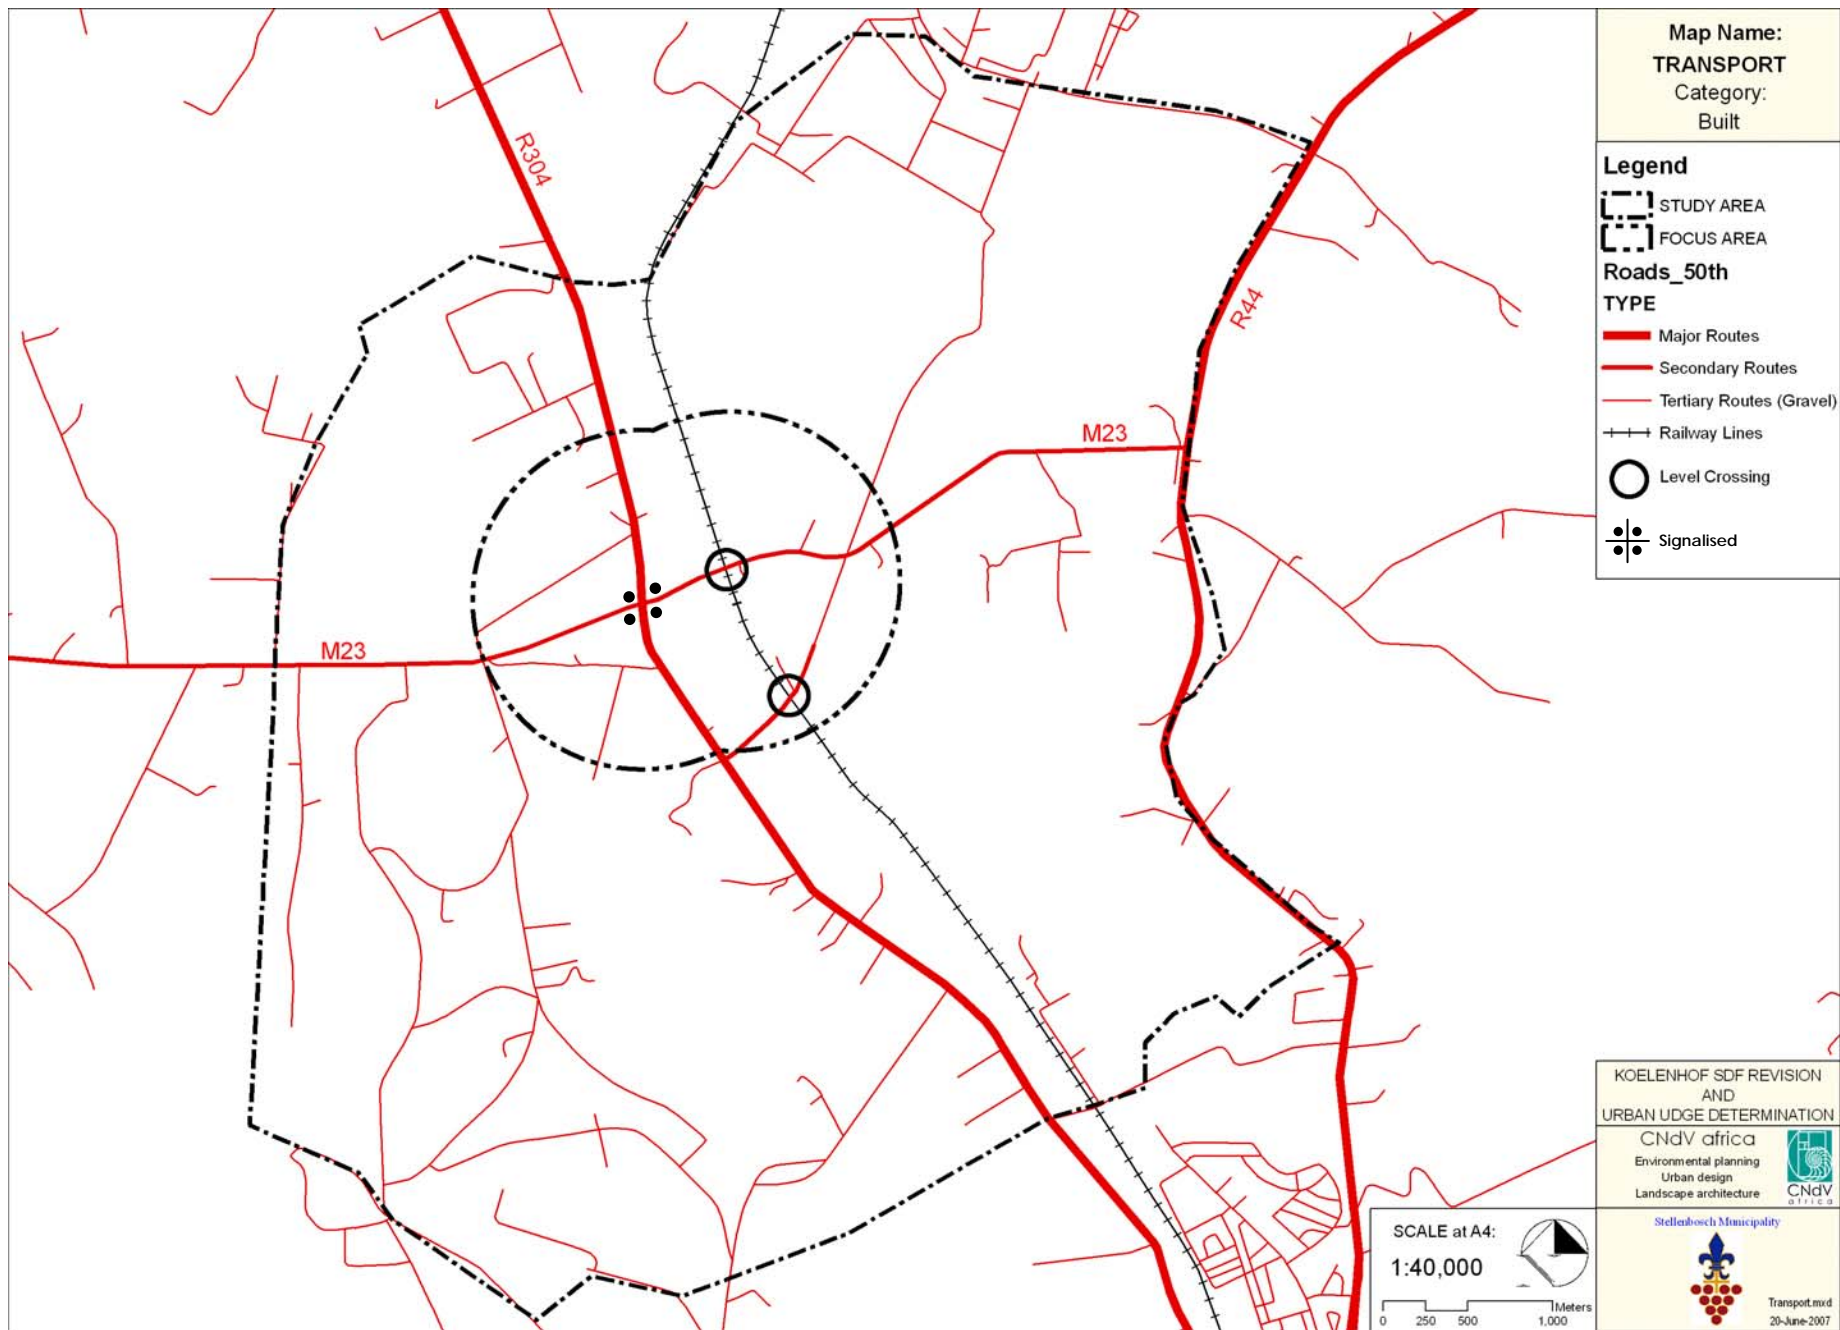 Map Name:
TRANSPORT
Category:
Built
Legend
STUDY AREA
FOCUS AREA
Roads_50th
TYPE
Major Routes
Secondary Routes
Tertiary Routes (Gravel)
Railway Lines
Level Crossing
Signalised
R304
R44
M23
M23
KOELENHOF SDF REVISION
AND
URBAN UDGE DETERMINATION
CNdV africa
Environmental planning
Urban design
Landscape architecture
CNdV
africa
Stellenbosch Municipality
Transport.mxd
20-June-2007
SCALE at A4:
1:40,000
Meters
0 250 500 1,000